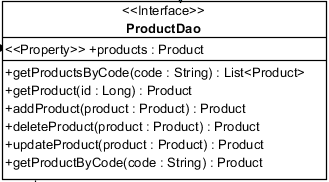 <<Interface>>
ProductDao
<<Property>> +products : Product
+getProductsByCode(code : String) : List<Product>
+getProduct(id : Long) : Product
+addProduct(product : Product) : Product
+deleteProduct(product : Product) : Product
+updateProduct(product : Product) : Product
+getProductByCode(code : String) : Product